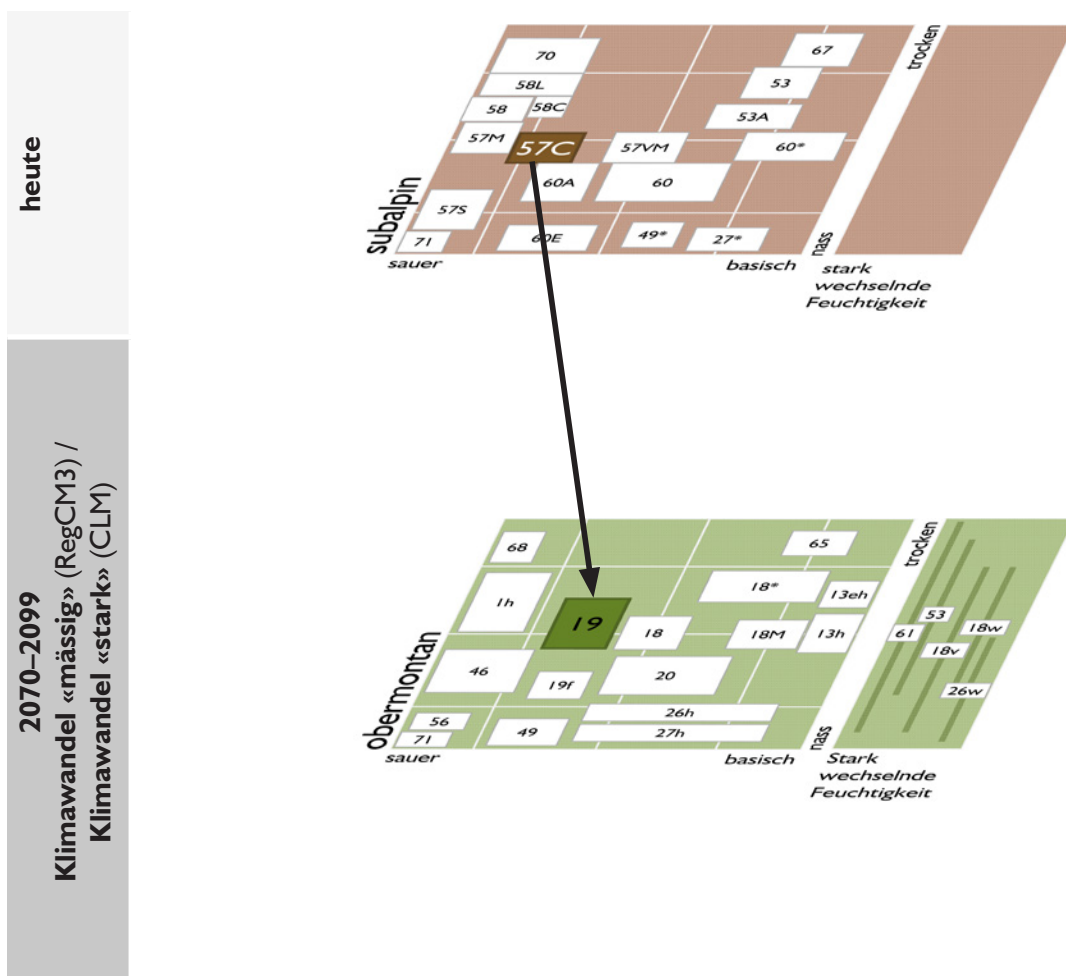 heute
70
67
trocken
58L
53
58
58C
53A
57M
57C
57VM
60*
60A
60
57S
71
60E
49*
27*
nass
subalpin
sauer
basisch
stark
wechselnde
Feuchtigkeit
2070–2099
Klimawandel «mässig» (RegCM3) /
Klimawandel «stark» (CLM)
68
65
trocken
1h
18*
13eh
19
18
18M
13h
61
53
18w
18v
26w
46
19f
20
56
71
49
26h
27h
nass
obermontan
sauer
basisch
Stark
wechselnde
Feuchtigkeit